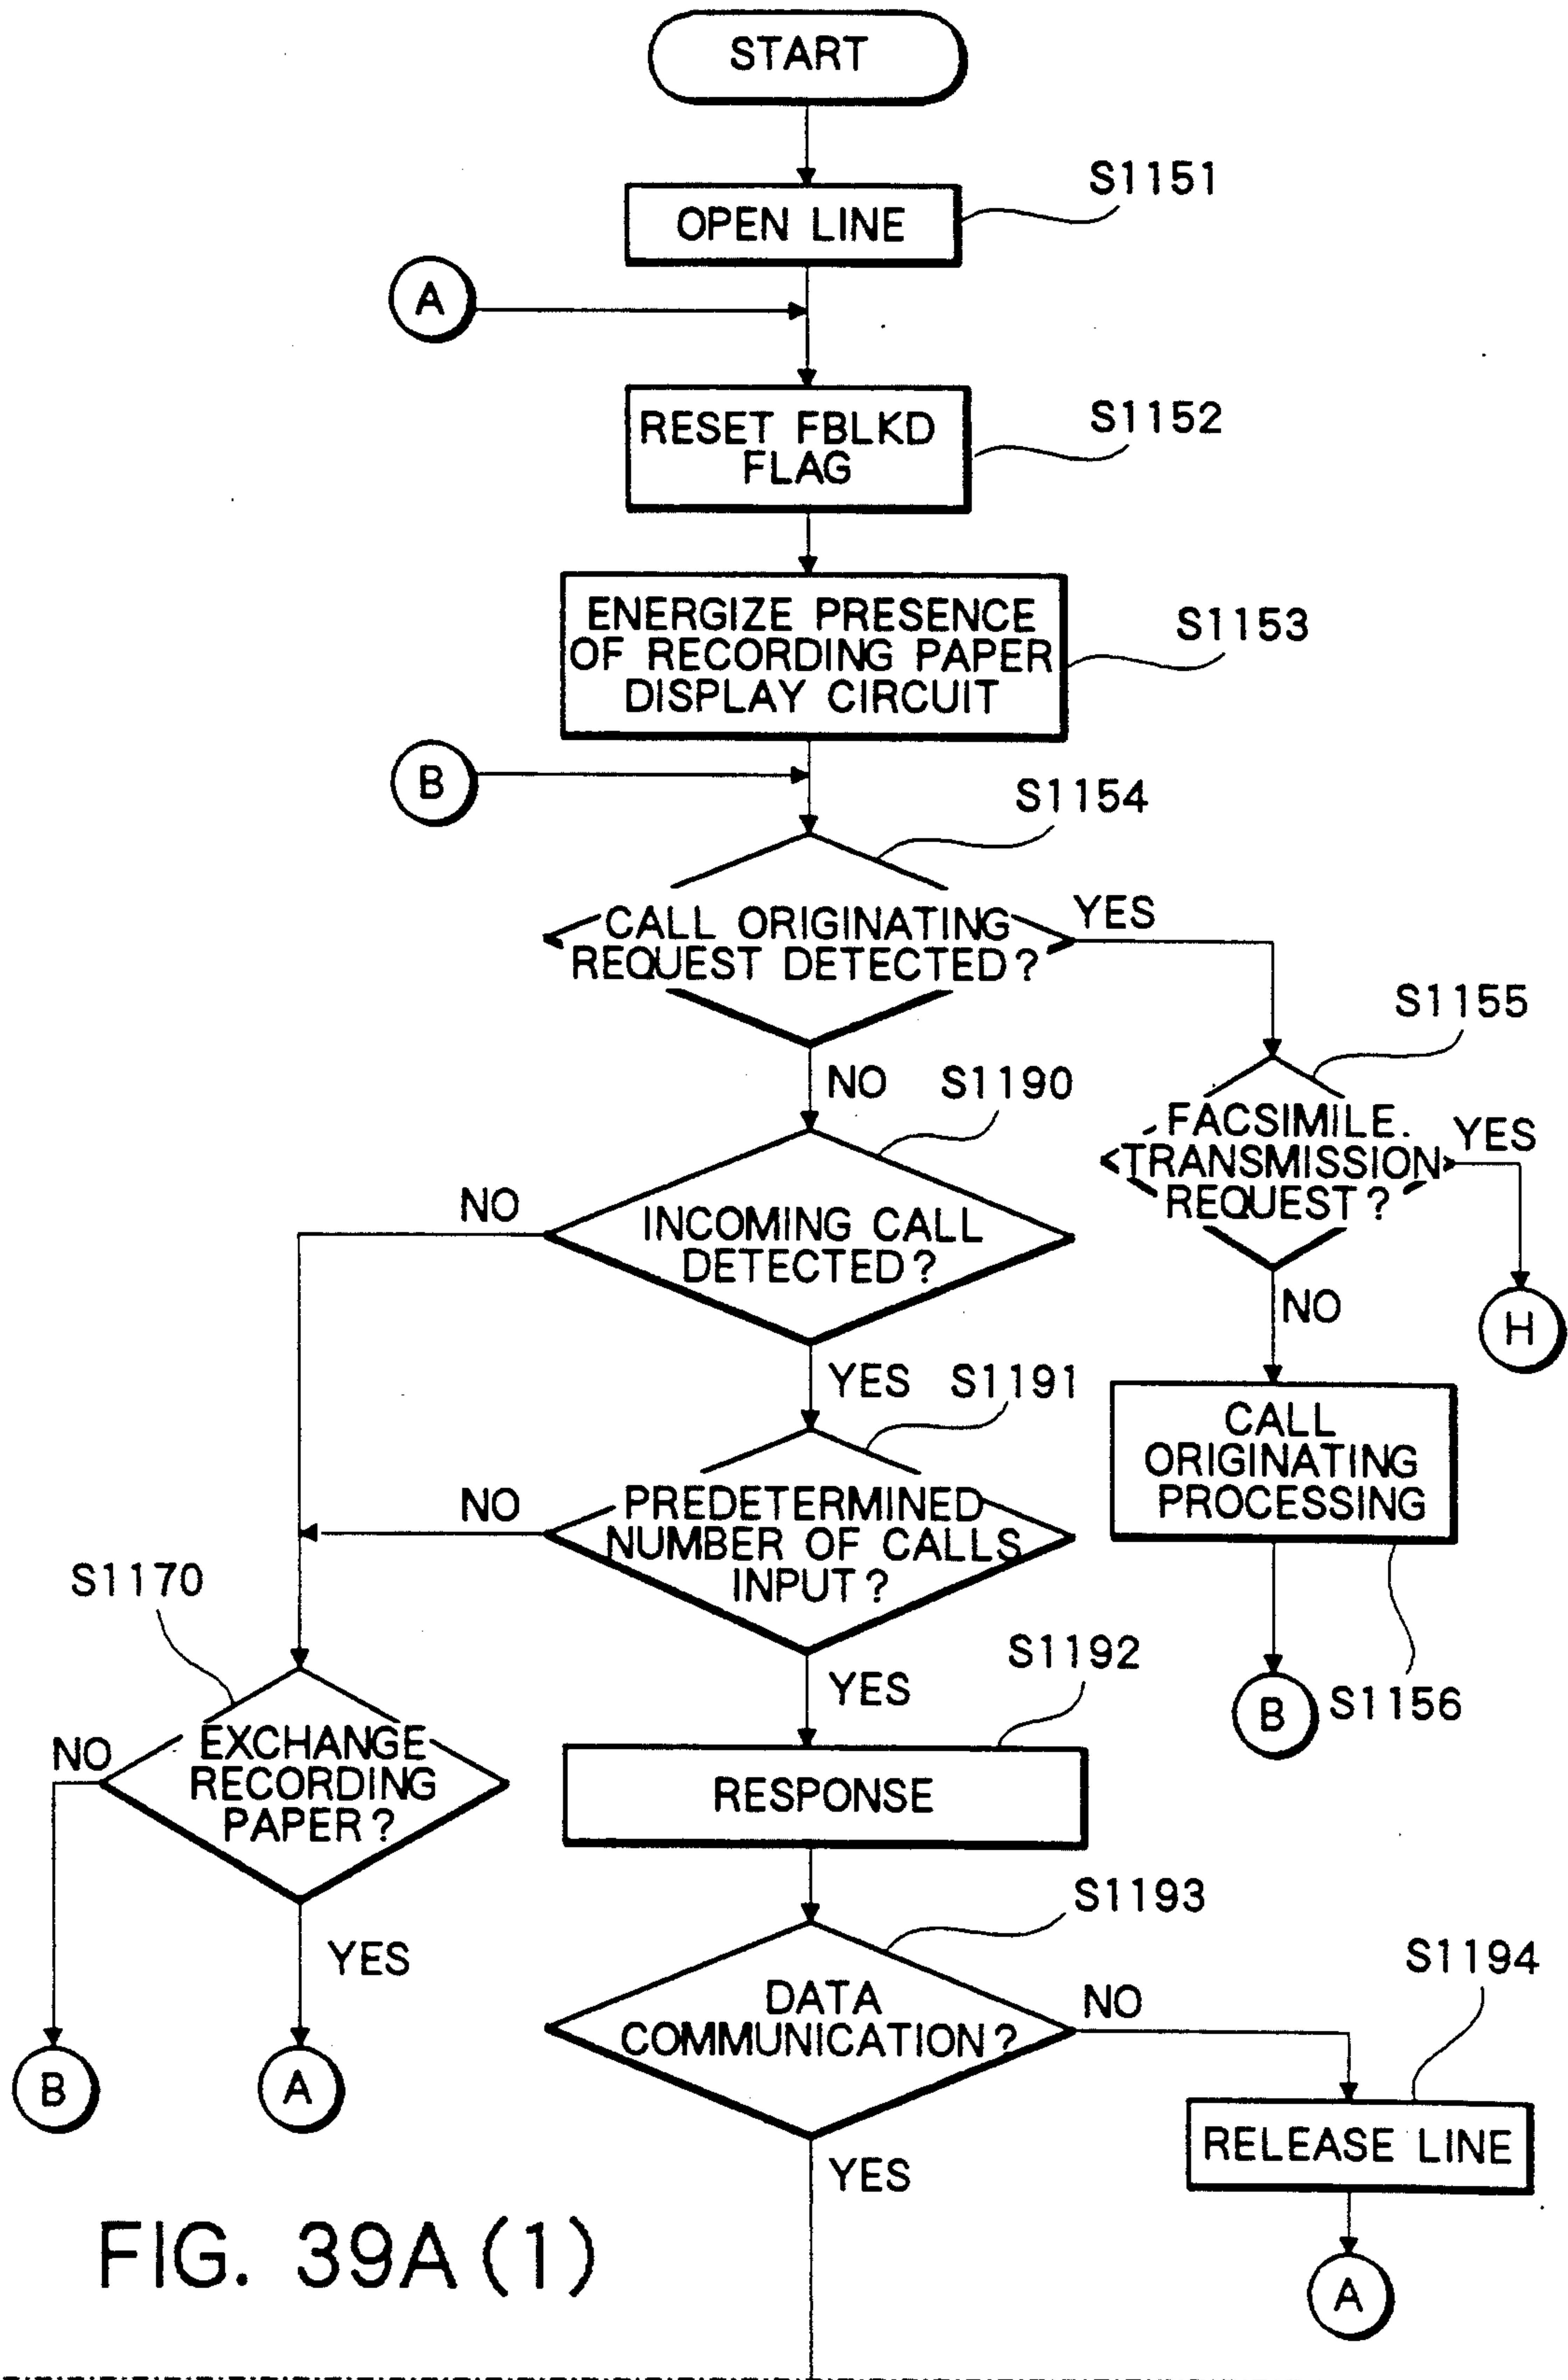 START
S1151
OPEN LINE
A
S1152
RESET FBLKD
FLAG
S1153
ENERGIZE PRESENCE
OF RECORDING PAPER
DISPLAY CIRCUIT
B
S1154
CALL ORIGINATING
REQUEST DETECTED?
YES
S1155
NO
S1190
FACSIMILE.
TRANSMISSION
REQUEST?
YES
NO
INCOMING CALL
DETECTED?
NO
H
YES
S1191
CALL
ORIGINATING
PROCESSING
NO
PREDETERMINED
NUMBER OF CALLS
INPUT?
S1170
S1192
YES
B
S1156
NO
EXCHANGE
RECORDING
PAPER?
RESPONSE
S1193
YES
S1194
DATA
COMMUNICATION?
NO
B
A
RELEASE LINE
YES
FIG. 39A(1)
A